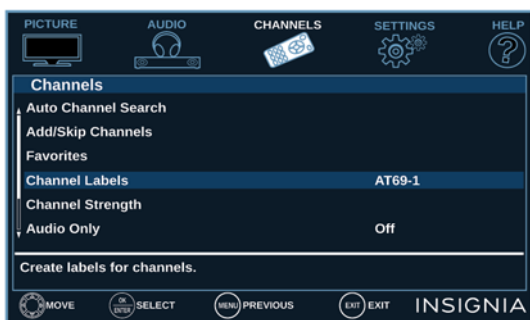 PICTURE AUDIO CHANNELS SETTINGS HELP
?
Channels
Auto Channel Search
Add/Skip Channels
Favorites
Channel Labels AT69-1
Channel Strength
Audio Only Off
Create labels for channels.
MOVE OK ENTER SELECT MENU PREVIOUS EXIT EXIT INSIGNIA